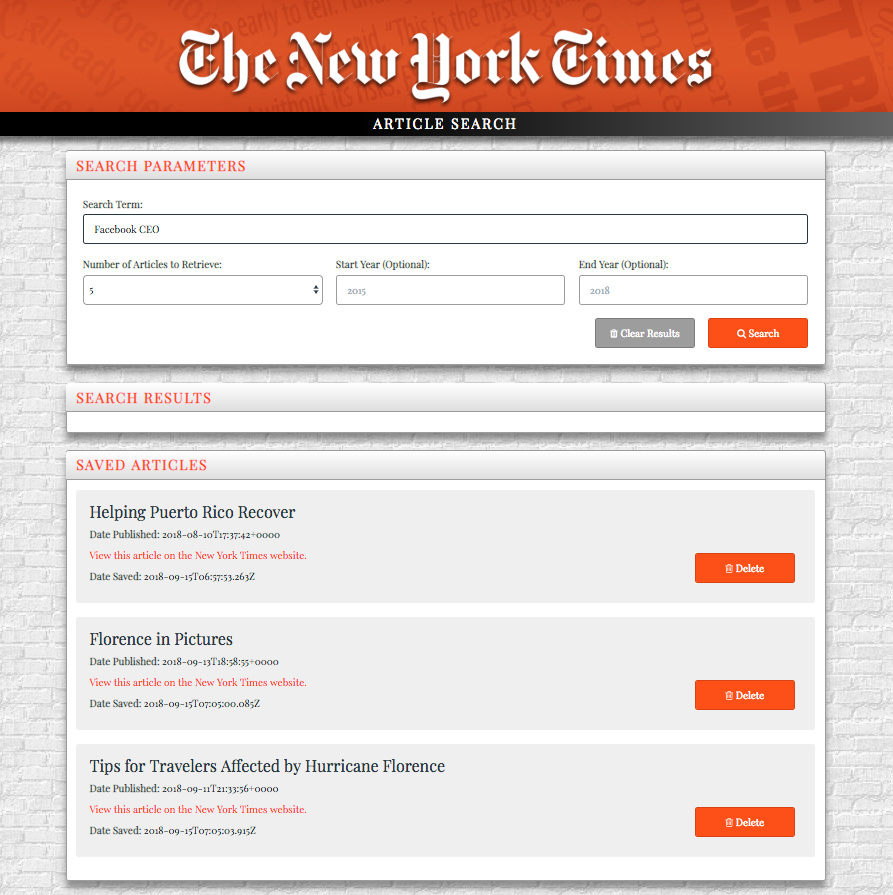 The New York Times
ARTICLE SEARCH
SEARCH PARAMETERS
Search Term:
Facebook CEO
Number of Articles to Retrieve:
Start Year (Optional):
End Year (Optional):
5
2015
2018
Clear Results
Search
SEARCH RESULTS
SAVED ARTICLES
Helping Puerto Rico Recover
Date Published: 2018-08-10T17:37:42+0000
View this article on the New York Times website.
Date Saved: 2018-09-15T06:57:53.263Z
Delete
Florence in Pictures
Date Published: 2018-09-13T18:58:55+0000
View this article on the New York Times website.
Date Saved: 2018-09-15T07:05:00.085Z
Delete
Tips for Travelers Affected by Hurricane Florence
Date Published: 2018-09-11T21:33:56+0000
View this article on the New York Times website.
Date Saved: 2018-09-15T07:05:03.915Z
Delete